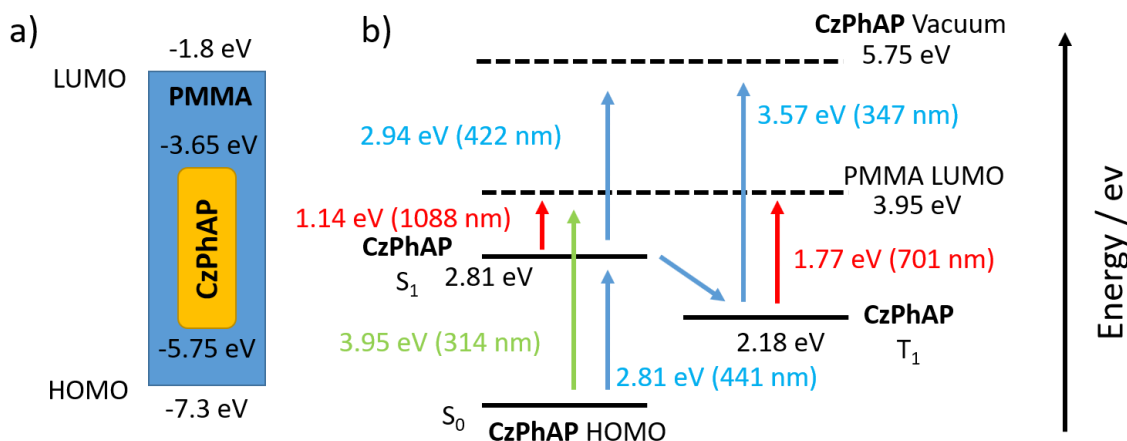 a)
-1.8 eV
LUMO
PMMA
-3.65 eV
CzPhAP
-5.75 eV
HOMO
-7.3 eV
b)
CzPhAP Vacuum
5.75 eV
2.94 eV (422 nm)
3.57 eV (347 nm)
PMMA LUMO
3.95 eV
1.14 eV (1088 nm)
CzPhAP
S1
2.81 eV
1.77 eV (701 nm)
CzPhAP
T1
2.18 eV
3.95 eV (314 nm)
2.81 eV (441 nm)
S0
CzPhAP HOMO
Energy / ev